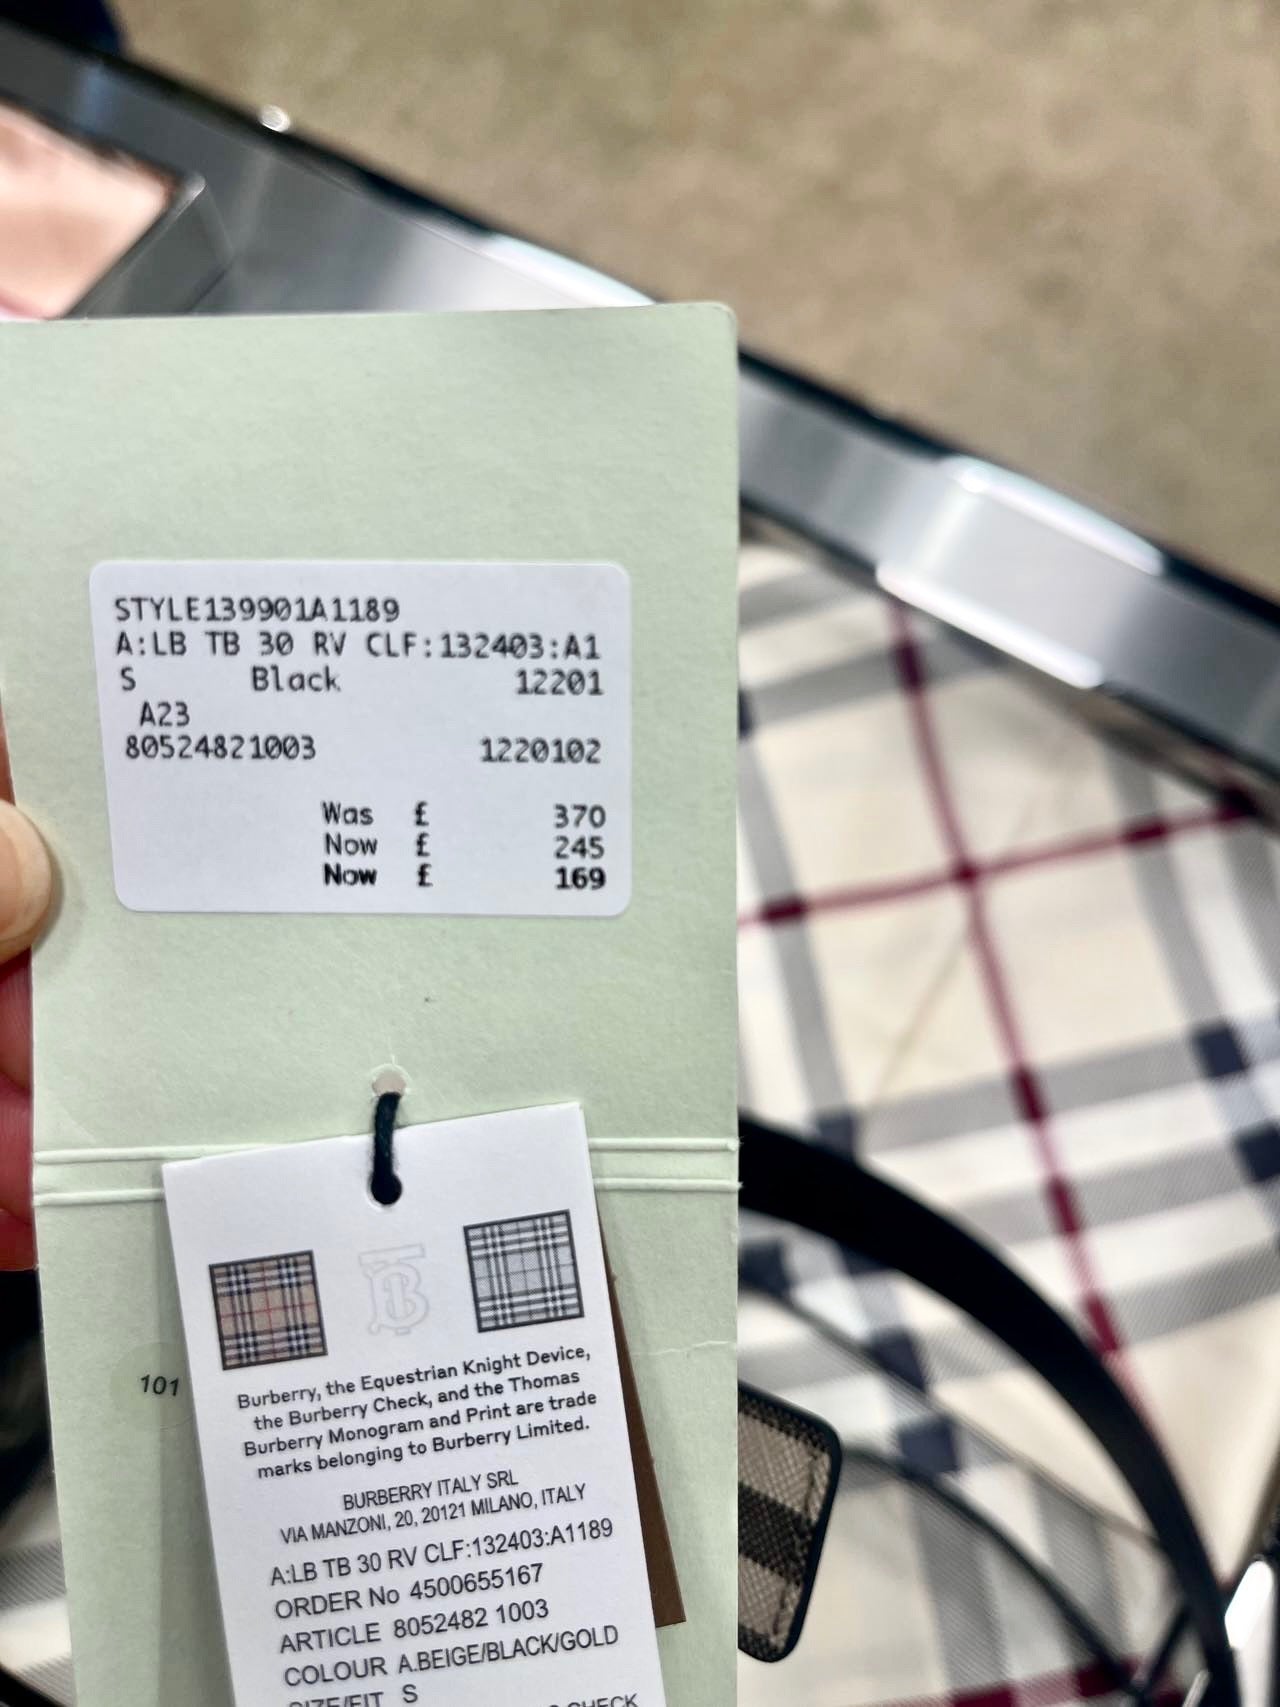 STYLE139901A1189
A:LB TB 30 RV CLF:132403:A1
S Black 12201
A23
80524821003 1220102
Was £ 370
Now £ 245
Now £ 169
101
Burberry, the Equestrian Knight Device,
the Burberry Check, and the Thomas
Burberry Monogram and Print are trade
marks belonging to Burberry Limited.
BURBERRY ITALY SRL
VIA MANZONI, 20, 20121 MILANO, ITALY
A:LB TB 30 RV CLF:132403:A1189
ORDER No 4500655167
ARTICLE 8052482 1003
COLOUR A.BEIGE/BLACK/GOLD
SIZE/FIT S
CHECK